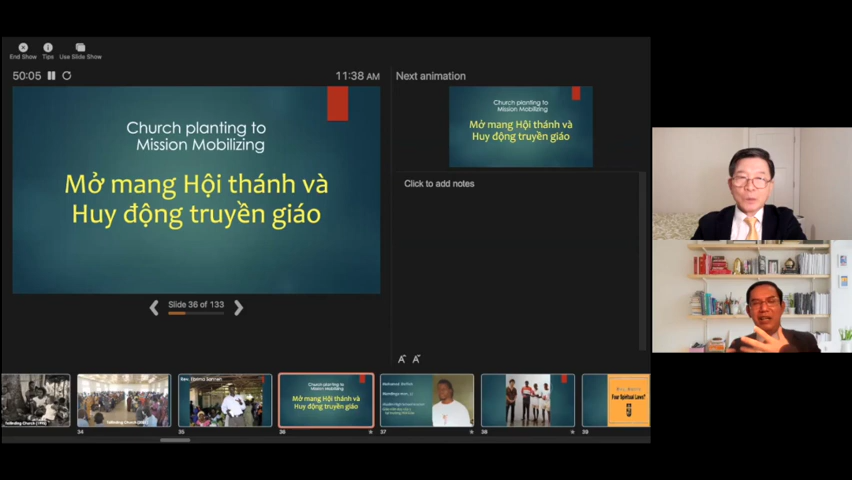 End Show
Tips
Use Slide Show
50:05
11:38 AM
Next animation
Church planting to
Mission Mobilizing
Mở mang Hội thánh và
Huy động truyền giáo
Church planting to
Mission Mobilizing
Mở mang Hội thánh và
Huy động truyền giáo
Click to add notes
Slide 36 of 133
Rev. 
Church planting to
Mission Mobilizing
Mở mang Hội thánh và
Huy động truyền giáo
Four Spiritual Laws?
34
35
36
37
38
39